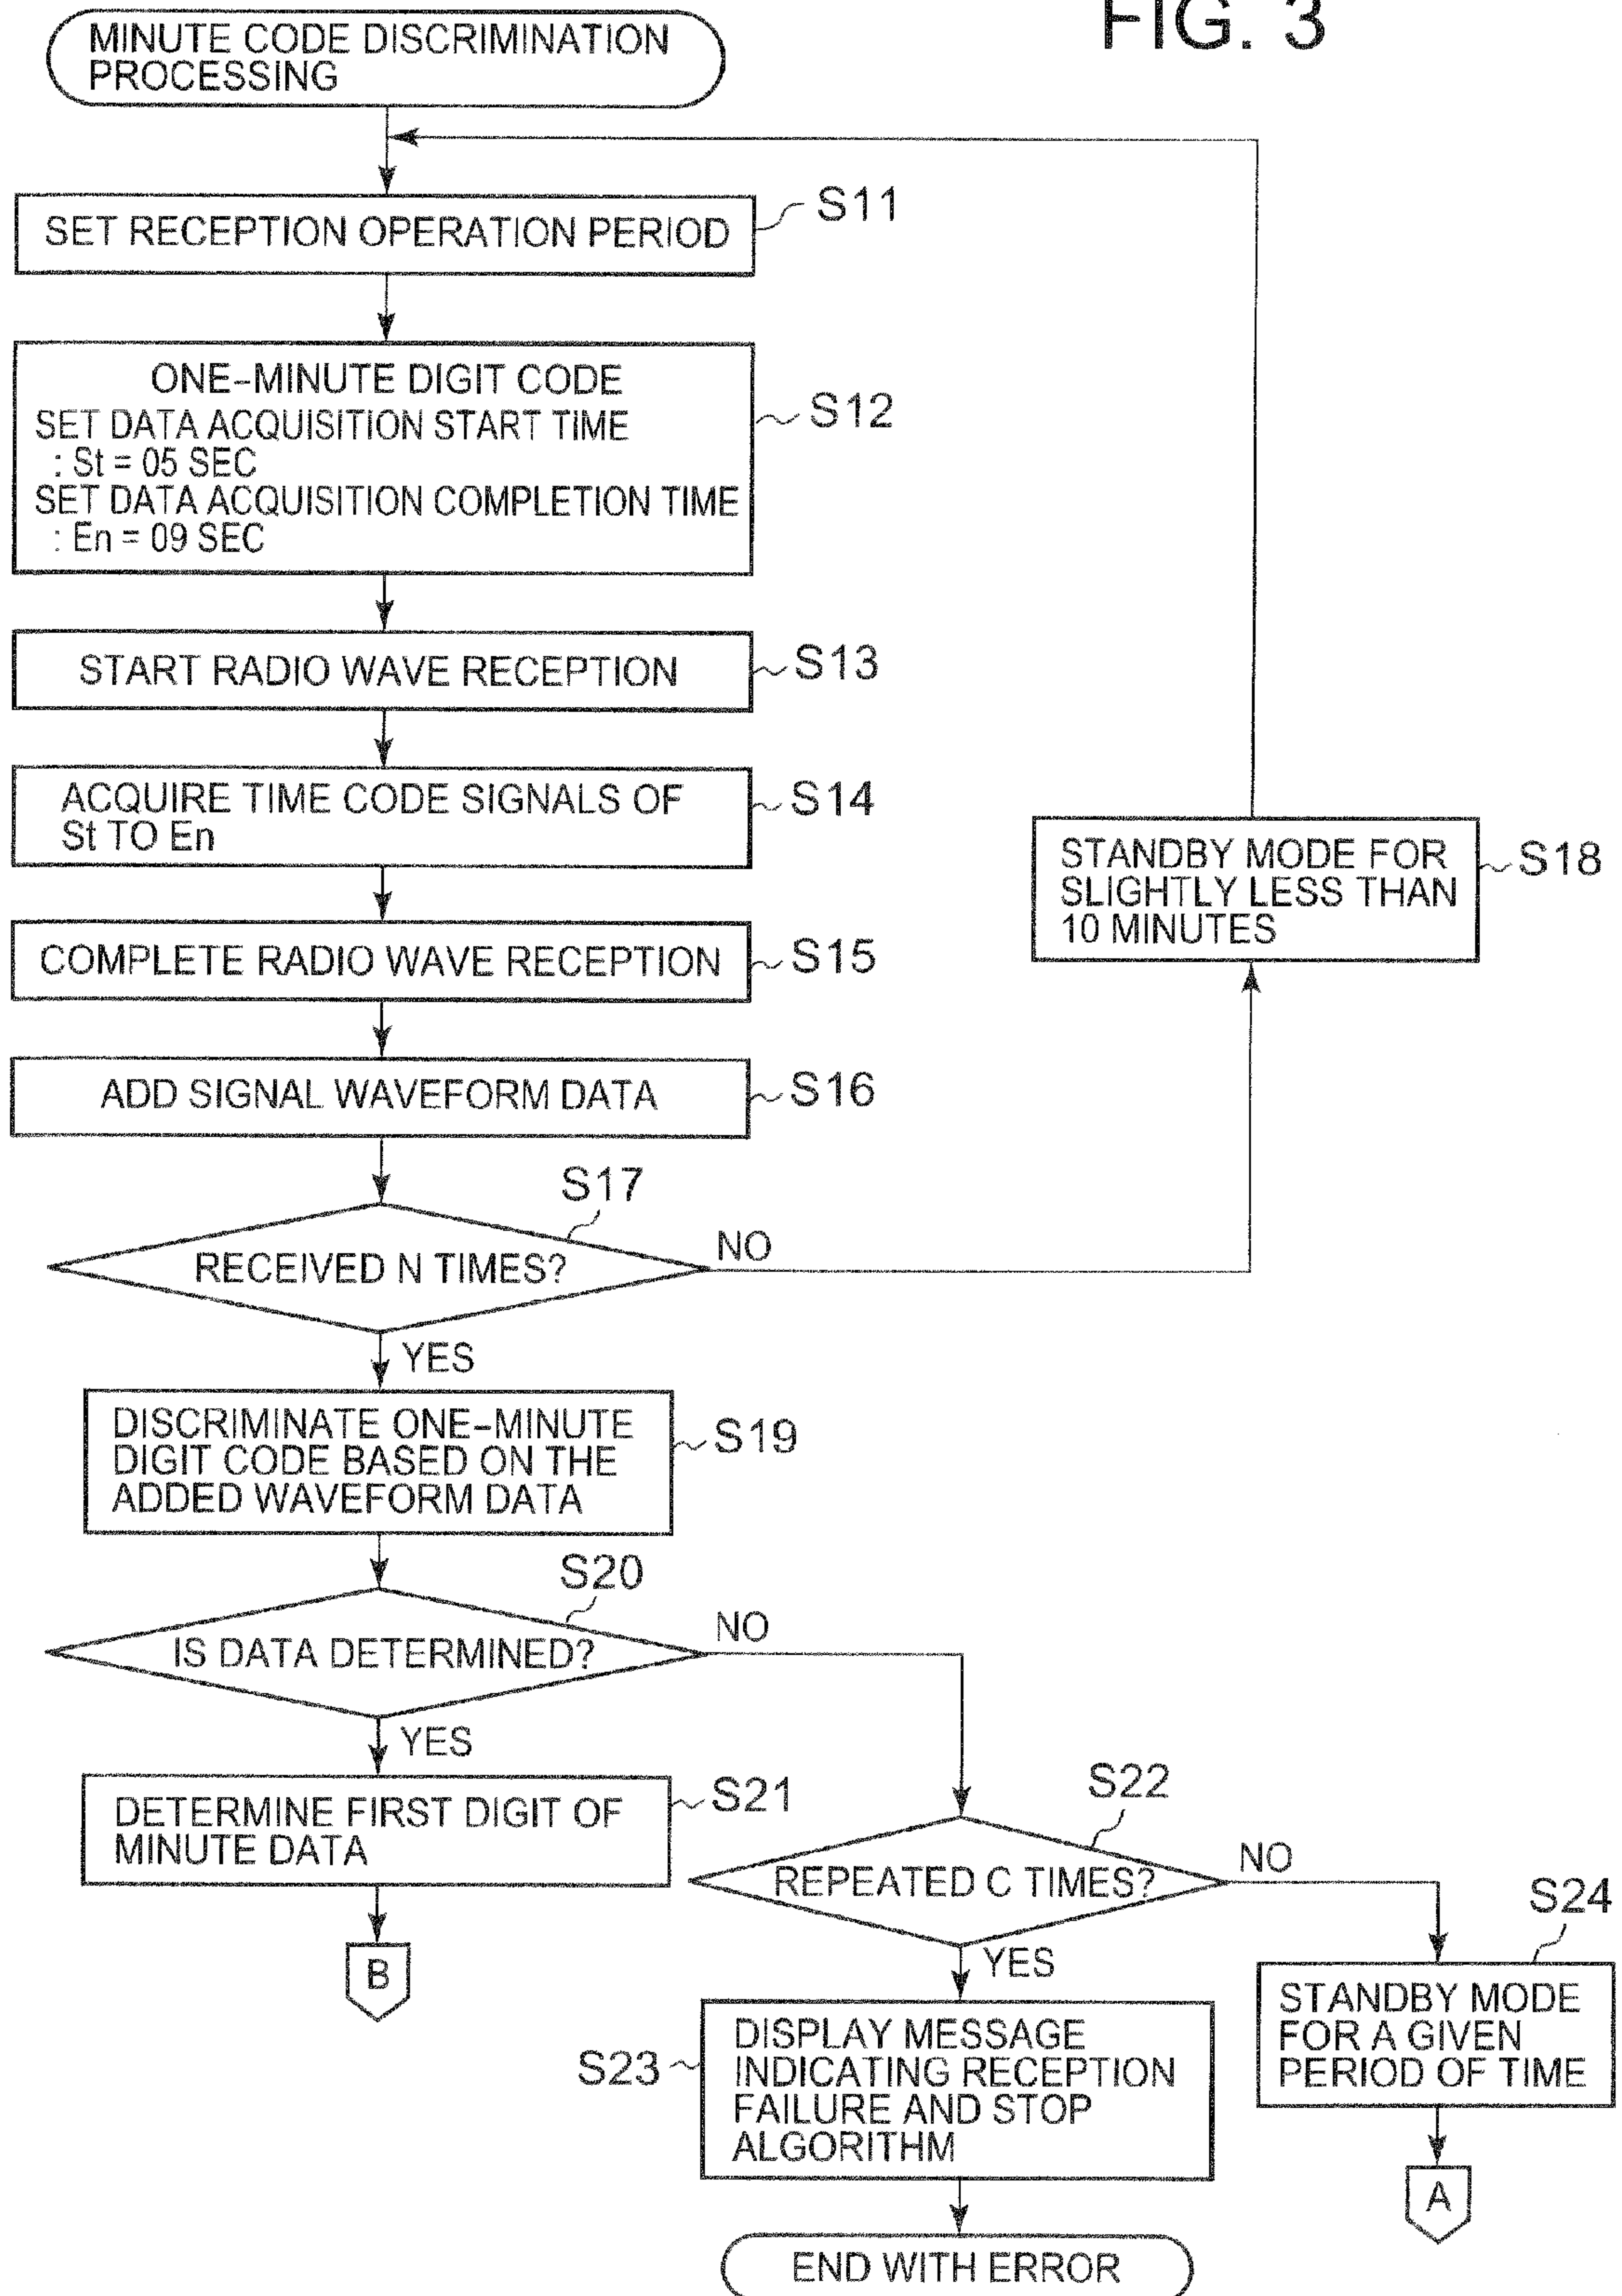 FIG. 3
MINUTE CODE DISCRIMINATION
PROCESSING
S11
SET RECEPTION OPERATION PERIOD
ONE-MINUTE DIGIT CODE
SET DATA ACQUISITION START TIME
: St = 05 SEC
SET DATA ACQUISITION COMPLETION TIME
: En = 09 SEC
S12
START RADIO WAVE RECEPTION
S13
ACQUIRE TIME CODE SIGNALS OF
St TO En
S14
STANDBY MODE FOR
SLIGHTLY LESS THAN
10 MINUTES
S18
COMPLETE RADIO WAVE RECEPTION
S15
ADD SIGNAL WAVEFORM DATA
S16
S17
RECEIVED N TIMES?
NO
YES
DISCRIMINATE ONE-MINUTE
DIGIT CODE BASED ON THE
ADDED WAVEFORM DATA
S19
S20
IS DATA DETERMINED?
NO
YES
DETERMINE FIRST DIGIT OF
MINUTE DATA
S21
B
S22
REPEATED C TIMES?
NO
YES
S24
STANDBY MODE
FOR A GIVEN
PERIOD OF TIME
A
S23
DISPLAY MESSAGE
INDICATING RECEPTION
FAILURE AND STOP
ALGORITHM
END WITH ERROR